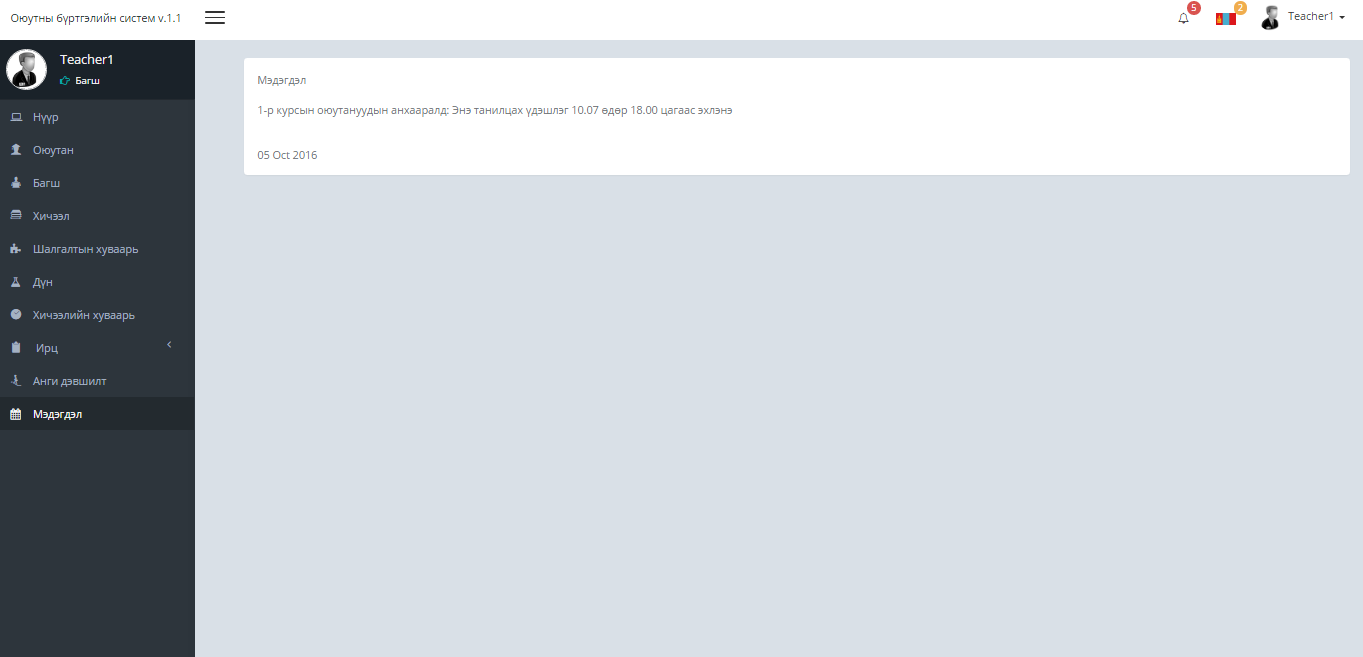 Оюутны бүртгэлийн систем v.1.1
5
2
Teacher1
Teacher1
Багш
Нүүр
Оюутан
Багш
Хичээл
Шалгалтын хуваарь
Дүн
Хичээлийн хуваарь
Ирц
Анги дэвшилт
Мэдэгдэл
Мэдэгдэл
1-р курсын оюутануудын анхааралд: Энэ танилцах үдэшлэг 10.07 өдөр 18.00 цагаас эхлэнэ
05 Oct 2016